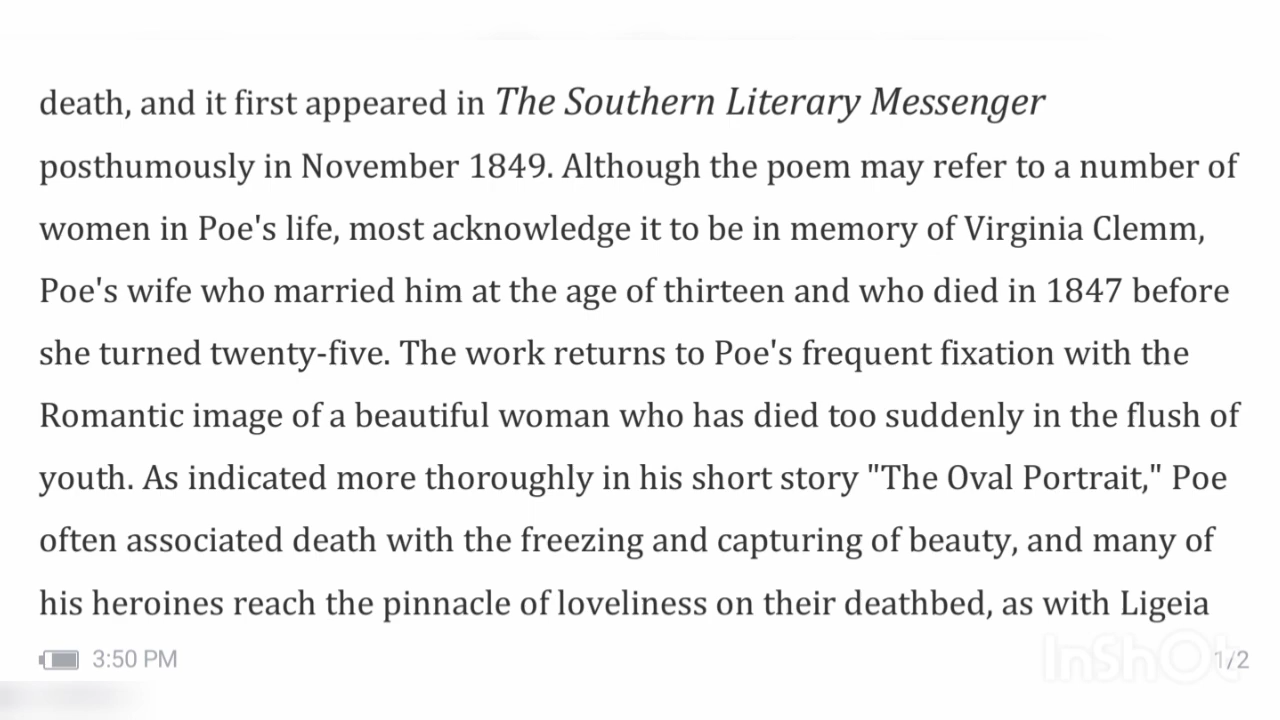 death, and it first appeared in The Southern Literary Messenger
posthumously in November 1849. Although the poem may refer to a number of
women in Poe's life, most acknowledge it to be in memory of Virginia Clemm,
Poe's wife who married him at the age of thirteen and who died in 1847 before
she turned twenty-five. The work returns to Poe's frequent fixation with the
Romantic image of a beautiful woman who has died too suddenly in the flush of
youth. As indicated more thoroughly in his short story "The Oval Portrait," Poe
often associated death with the freezing and capturing of beauty, and many of
his heroines reach the pinnacle of loveliness on their deathbed, as with Ligeia
3:50 PM
InShOt
1/2